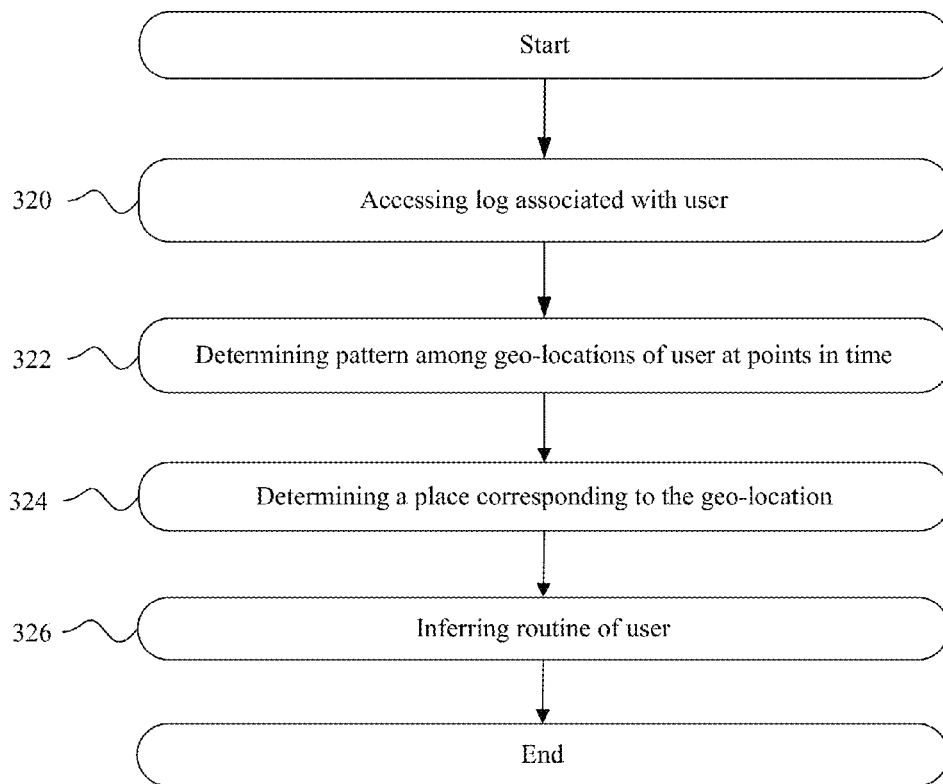 Start
320
Accessing log associated with user
322
Determining pattern among geo-locations of user at points in time
324
Determining a place corresponding to the geo-location
326
Inferring routine of user
End